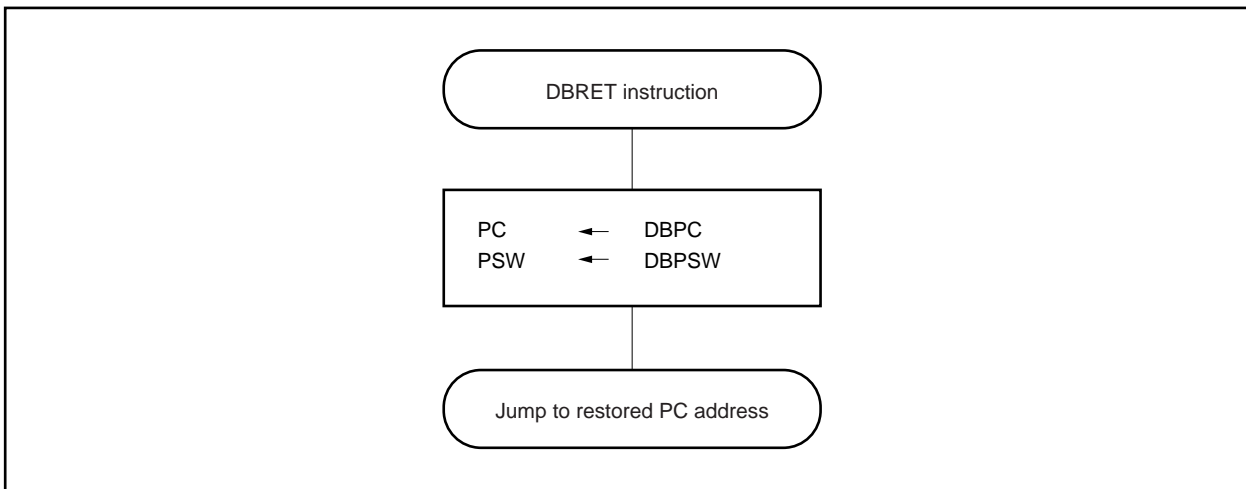 DBRET instruction
PC ← DBPC
PSW ← DBPSW
Jump to restored PC address